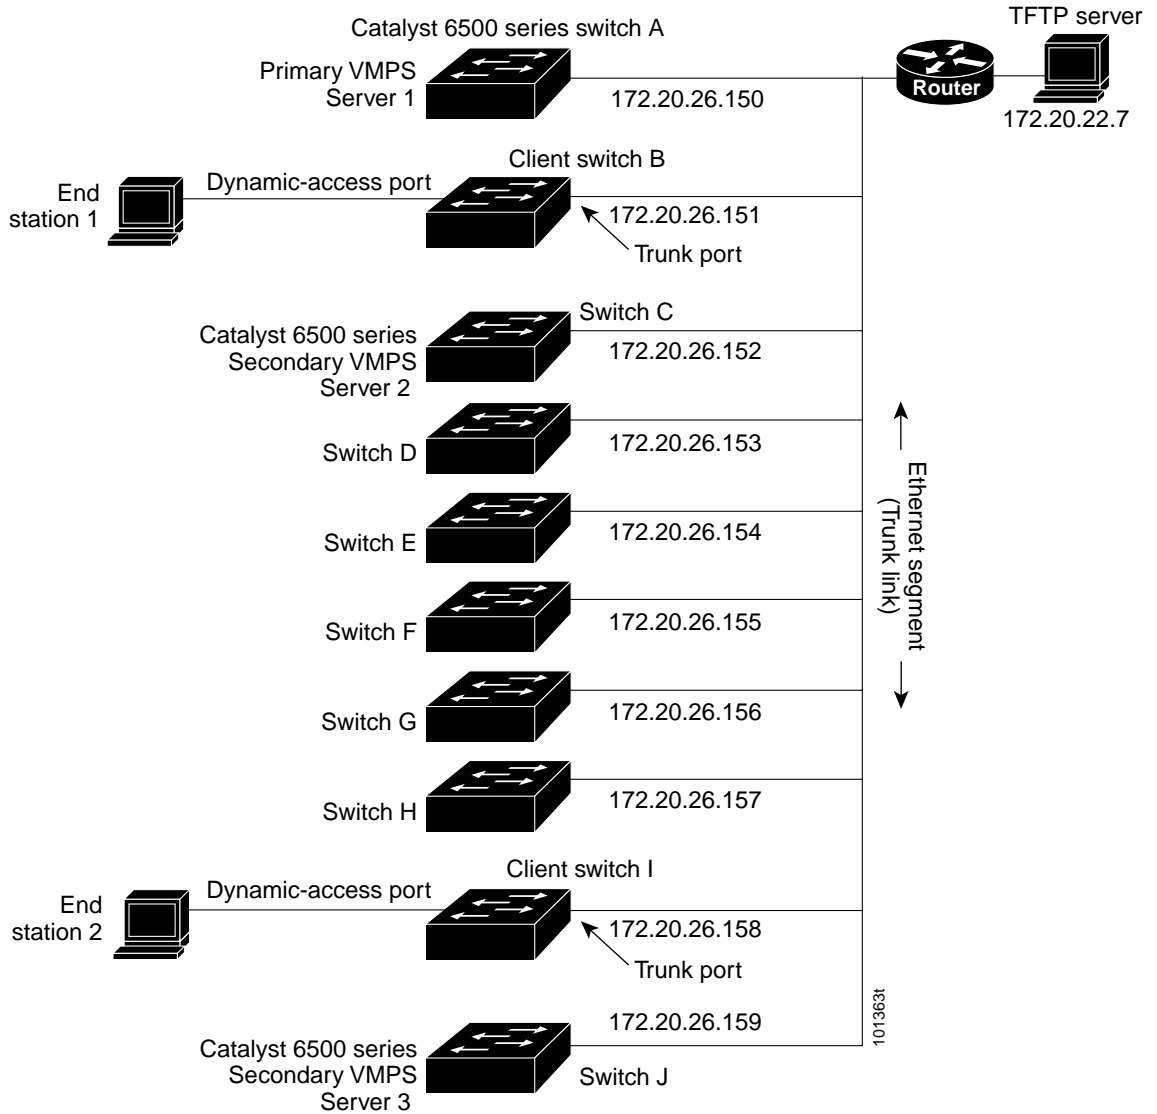 TFTP server
Catalyst 6500 series switch A
Primary VMPS
Server 1
172.20.26.150
Router
172.20.22.7
Client switch B
Dynamic-access port
End
station 1
172.20.26.151
Trunk port
Switch C
Catalyst 6500 series
Secondary VMPS
Server 2
172.20.26.152
Switch D
172.20.26.153
Ethernet segment
(Trunk link)
Switch E
172.20.26.154
Switch F
172.20.26.155
Switch G
172.20.26.156
Switch H
172.20.26.157
Client switch I
Dynamic-access port
End
station 2
172.20.26.158
Trunk port
172.20.26.159
Catalyst 6500 series
Secondary VMPS
Server 3
Switch J
101363t